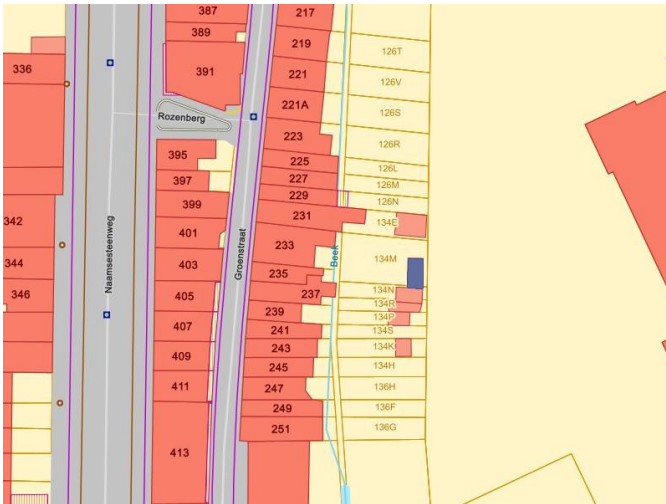 387
217
389
219
336
391
221
221A
Rozenberg
223
395
225
397
227
229
399
231
342
401
233
344
403
235
346
405
237
239
407
241
409
243
245
411
247
249
251
413
Naamsesteenweg
Groenstraat
Beek
126T
126V
126S
126R
126L
126M
126N
134E
134M
134N
134R
134P
134S
134K
134H
136H
136F
136G